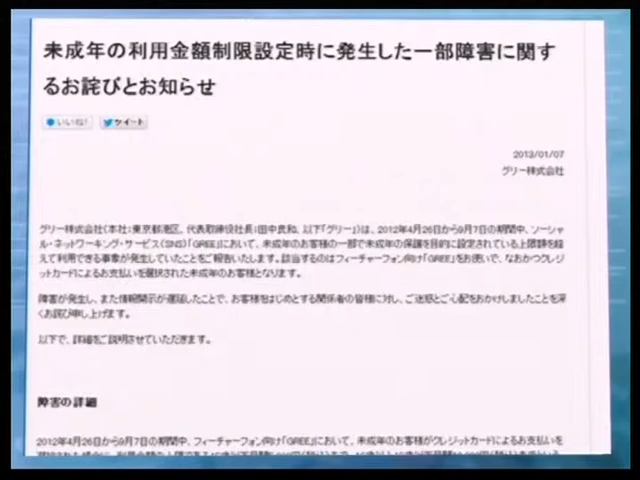 未成年の利用金額制限設定時に発生した一部障害に関す
るお詫びとお知らせ
いいね!
ツイート
2013/01/07
グリー株式会社
グリー株式会社(本社:東京都港区、代表取締役社長:田中良和、以下「グリー」)は、2012年4月26日から9月7日の期間中、ソーシャ
ル・ネットワーキング・サービス(SNS)「GREE」において、未成年のお客様の一部で未成年の保護を目的に設定されている上限額を超
えて利用できる事象が発生していたことをご報告いたします。該当するのはフィーチャーフォン向け「GREE」をお使いで、なおかつクレジ
ットカードによるお支払いを選択された未成年のお客様となります。
障害が発生し、また情報開示が遅延したことで、お客様をはじめとする関係者の皆様に対し、ご迷惑とご心配をおかけしましたことを深
くお詫び申し上げます。
以下で、詳細をご説明させていただきます。
障害の詳細
2012年4月26日から9月7日の期間中、フィーチャーフォン向け「GREE」において、未成年のお客様がクレジットカードによるお支払いを